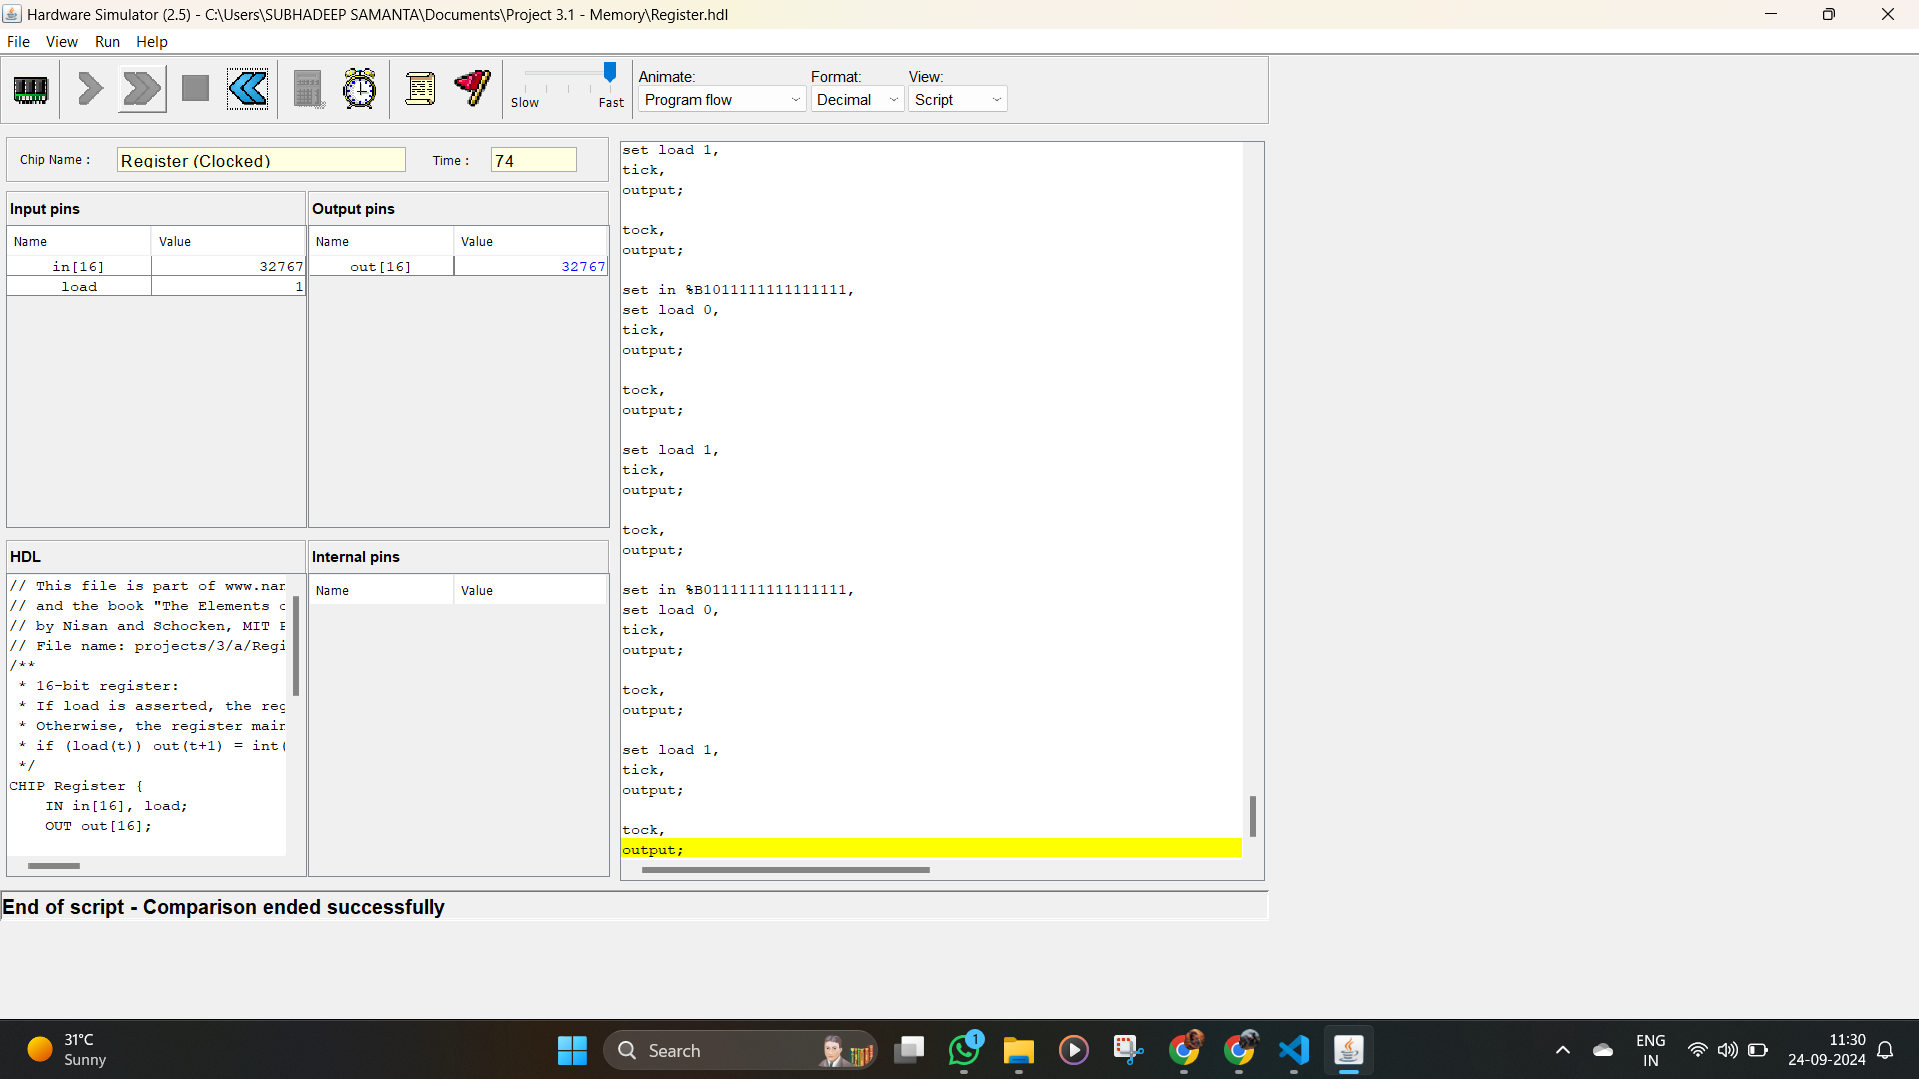 Hardware Simulator (2.5) - C:\Users\SUBHADEEP SAMANTA\Documents\Project 3.1 - Memory\Register.hdl
File View Run Help
Slow Fast
Animate: Format: View:
Program flow Decimal Script
Chip Name : Register (Clocked) Time : 74
Input pins
Name Value
in[16] 32767
load 1
Output pins
Name Value
out[16] 32767
HDL
// This file is part of www.nan
// and the book "The Elements o
// by Nisan and Schocken, MIT P
// File name: projects/3/a/Regi
/**
* 16-bit register:
* If load is asserted, the reg
* Otherwise, the register main
* if (load(t)) out(t+1) = int(
*/
CHIP Register {
IN in[16], load;
OUT out[16];
Internal pins
Name Value
set load 1,
tick,
output;
tock,
output;
set in %B1011111111111111,
set load 0,
tick,
output;
tock,
output;
set load 1,
tick,
output;
tock,
output;
set in %B0111111111111111,
set load 0,
tick,
output;
tock,
output;
set load 1,
tick,
output;
tock,
output;
End of script - Comparison ended successfully
31°C
Sunny
Search
1
ENG
IN
11:30
24-09-2024